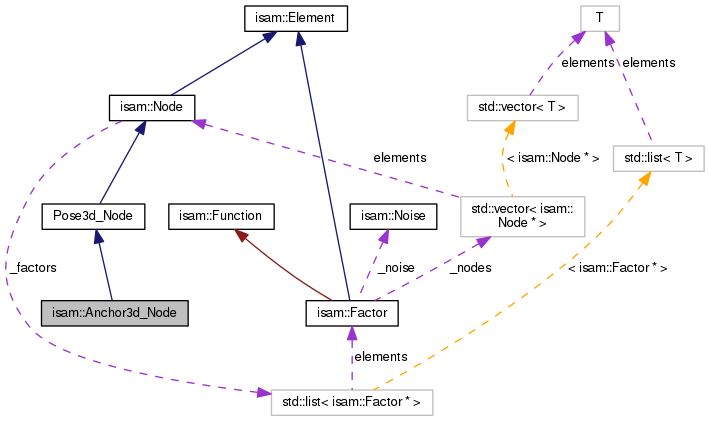 isam::Element
T
elements
elements
isam::Node
std::vector< T >
elements
< isam::Node * >
std::list< T >
Pose3d_Node
isam::Function
isam::Noise
std::vector< isam::
Node * >
_factors
_noise
_nodes
< isam::Factor * >
isam::Anchor3d_Node
isam::Factor
elements
std::list< isam::Factor * >